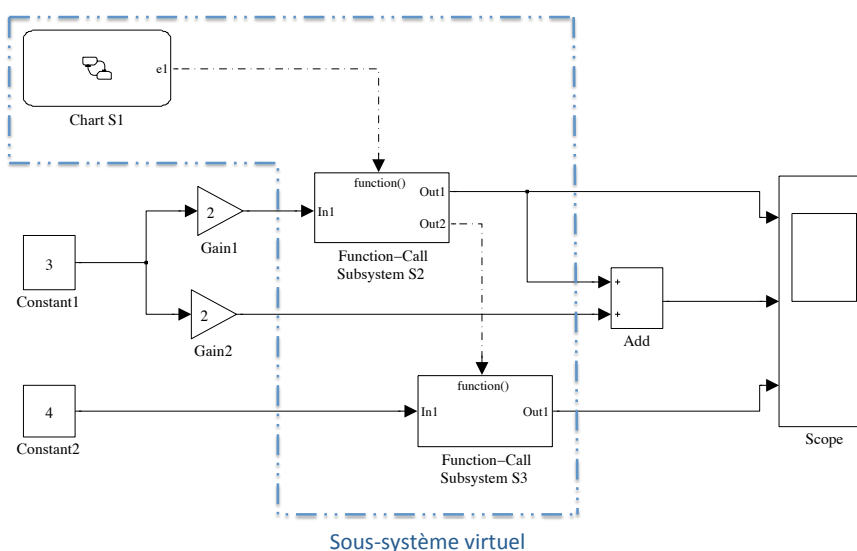 e1
Chart S1
function()
Out1
In1
Out2
2
Gain1
Function−Call
Subsystem S2
3
Constant1
2
Gain2
+
+
Add
function()
4
Constant2
In1
Out1
Function−Call
Subsystem S3
Scope
Sous-système virtuel